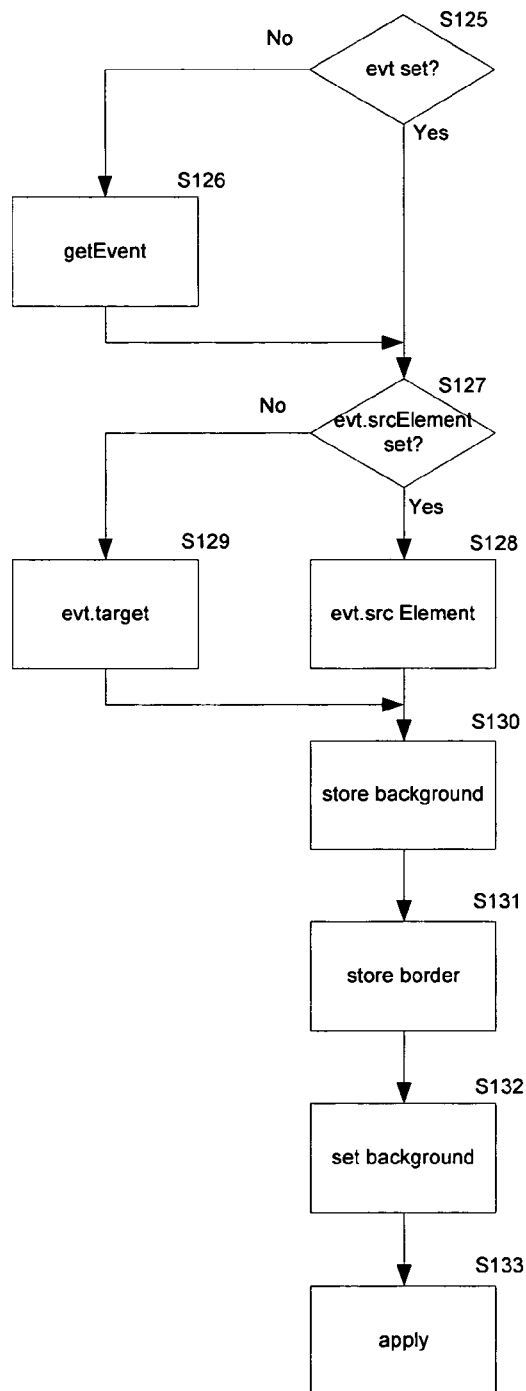 S125
No
evt set?
Yes
S126
getEvent
S127
No
evt.srcElement
set?
Yes
S129
S128
evt.target
evt.src Element
S130
store background
S131
store border
S132
set background
S133
apply